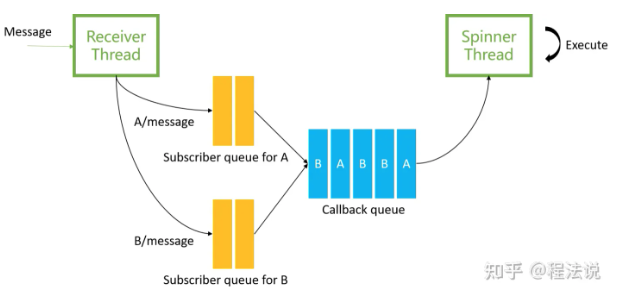 Message
Receiver
Thread
A/message
Subscriber queue for A
B/message
Subscriber queue for B
B A B B A
Callback queue
Spinner
Thread
Execute
知乎 @程法说